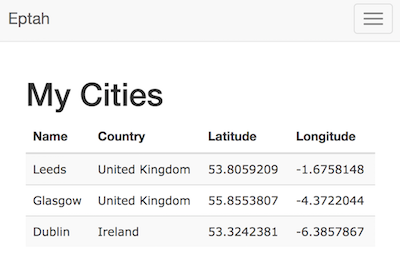 Eptah
My Cities
Name Country Latitude Longitude
Leeds United Kingdom 53.8059209 -1.6758148
Glasgow United Kingdom 55.8553807 -4.3722044
Dublin Ireland 53.3242381 -6.3857867